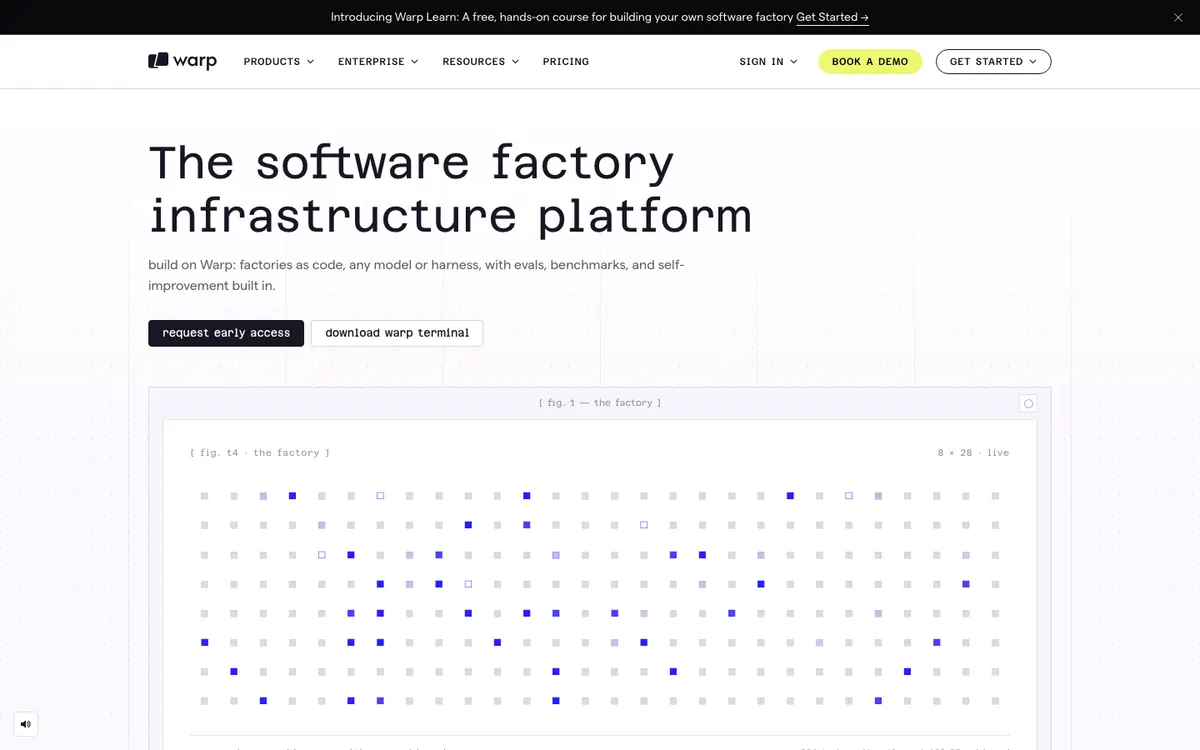 Introducing Warp Learn: A free, hands-on course for building your own software factory Get Started →
warp
PRODUCTS
ENTERPRISE
RESOURCES
PRICING
SIGN IN
BOOK A DEMO
GET STARTED
The software factory
infrastructure platform
build on Warp: factories as code, any model or harness, with evals, benchmarks, and self-
improvement built in.
request early access
download warp terminal
[ fig. 1 — the factory ]
[ fig. t4 · the factory ]
8 × 28 · live